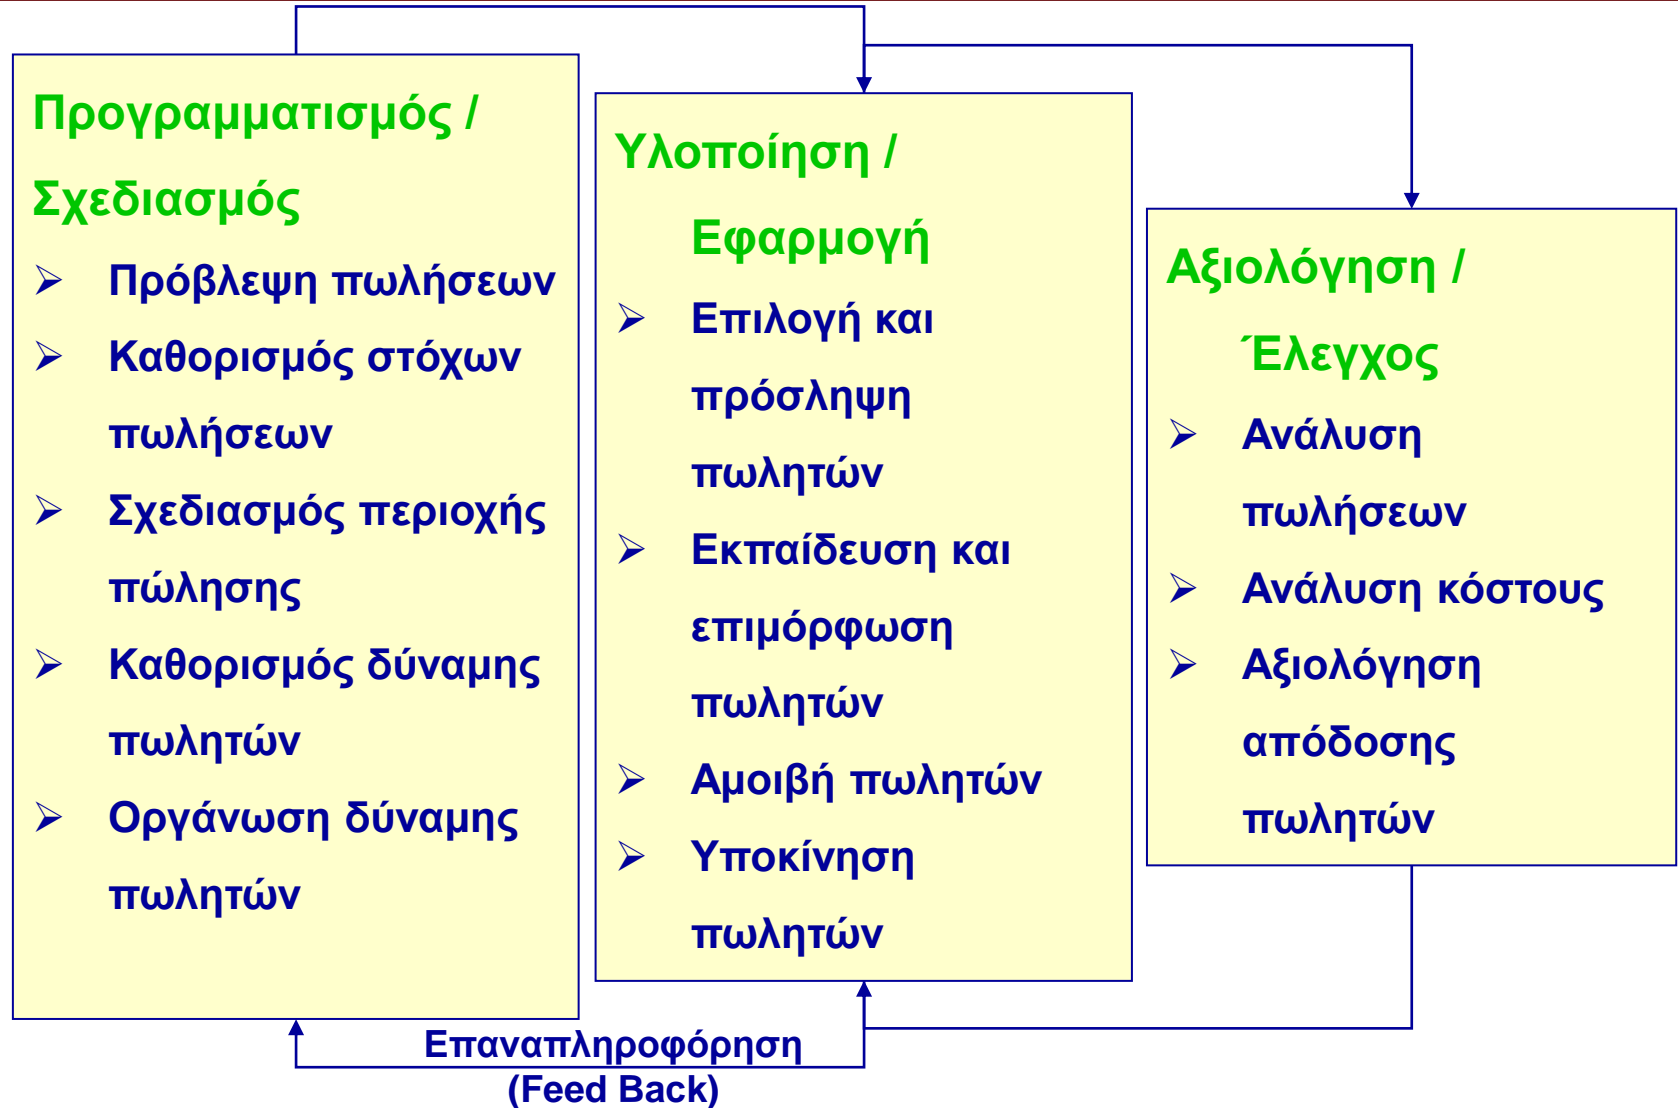 Προγραμματισμός /
Σχεδιασμός
➢ Πρόβλεψη πωλήσεων
➢ Καθορισμός στόχων
πωλήσεων
➢ Σχεδιασμός περιοχής
πώλησης
➢ Καθορισμός δύναμης
πωλητών
➢ Οργάνωση δύναμης
πωλητών
Υλοποίηση /
Εφαρμογή
➢ Επιλογή και
πρόσληψη
πωλητών
➢ Εκπαίδευση και
επιμόρφωση
πωλητών
➢ Αμοιβή πωλητών
➢ Υποκίνηση
πωλητών
Αξιολόγηση /
Έλεγχος
➢ Ανάλυση
πωλήσεων
➢ Ανάλυση κόστους
➢ Αξιολόγηση
απόδοσης
πωλητών
Επαναπληροφόρηση
(Feed Back)